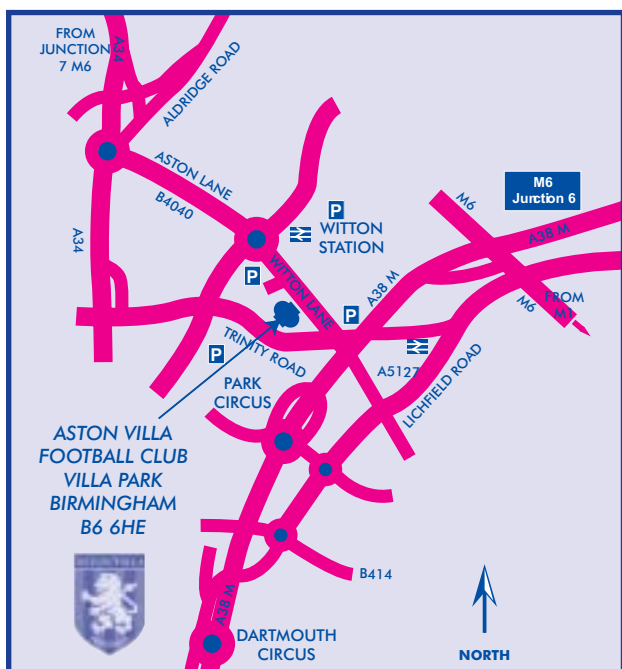 FROM
JUNCTION
7 M6
A34
ALDRIDGE ROAD
ASTON LANE
B4040
A34
P
WITTON
STATION
M6
Junction 6
M6
A38 M
P
WITTON LANE
A38 M
M6
FROM
M1
P
P
TRINITY ROAD
A5127
LICHFIELD ROAD
PARK
CIRCUS
ASTON VILLA
FOOTBALL CLUB
VILLA PARK
BIRMINGHAM
B6 6HE
B414
A38 M
DARTMOUTH
CIRCUS
NORTH